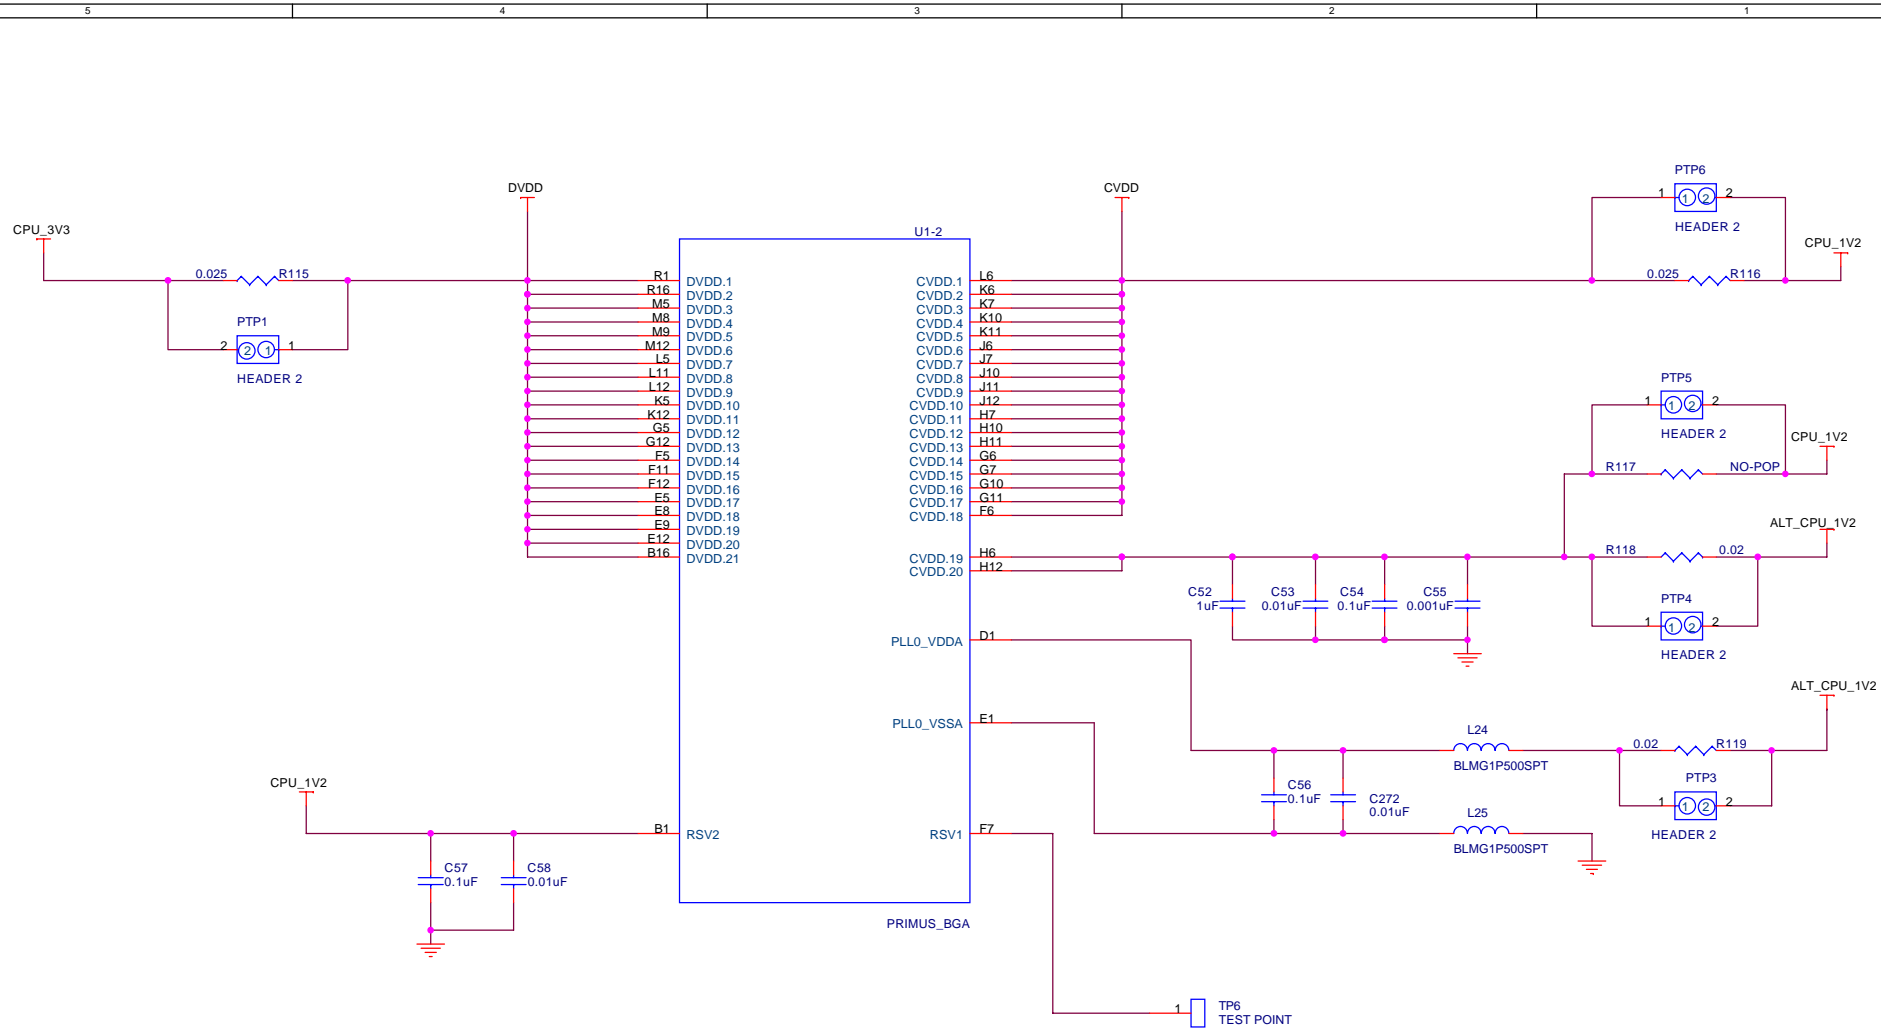 5 4 3 2 1
PTP6
1 1 2 2
HEADER 2
DVDD
CVDD
CPU_3V3
CPU_1V2
U1-2
0.025 R115
0.025 R116
PTP1
2 2 1 1
HEADER 2
R1 DVDD.1
R16 DVDD.2
M5 DVDD.3
M8 DVDD.4
M9 DVDD.5
M12 DVDD.6
L5 DVDD.7
L11 DVDD.8
L12 DVDD.9
K5 DVDD.10
K12 DVDD.11
G5 DVDD.12
G12 DVDD.13
F5 DVDD.14
F11 DVDD.15
F12 DVDD.16
E5 DVDD.17
E8 DVDD.18
E9 DVDD.19
E12 DVDD.20
B16 DVDD.21
CVDD.1 L6
CVDD.2 K6
CVDD.3 K7
CVDD.4 K10
CVDD.5 K11
CVDD.6 J6
CVDD.7 J7
CVDD.8 J10
CVDD.9 J11
CVDD.10 J12
CVDD.11 H7
CVDD.12 H10
CVDD.13 H11
CVDD.14 G6
CVDD.15 G7
CVDD.16 G10
CVDD.17 G11
CVDD.18 F6
CVDD.19 H6
CVDD.20 H12
PTP5
1 1 2 2
HEADER 2
CPU_1V2
R117 NO-POP
ALT_CPU_1V2
R118 0.02
C52
1uF
C53
0.01uF
C54
0.1uF
C55
0.001uF
PTP4
1 1 2 2
HEADER 2
PLL0_VDDA D1
PLL0_VSSA E1
ALT_CPU_1V2
L24
BLMG1P500SPT
0.02 R119
PTP3
1 1 2 2
HEADER 2
C56
0.1uF
C272
0.01uF
L25
BLMG1P500SPT
CPU_1V2
B1 RSV2
RSV1 F7
C57
0.1uF
C58
0.01uF
PRIMUS_BGA
1 TP6
TEST POINT